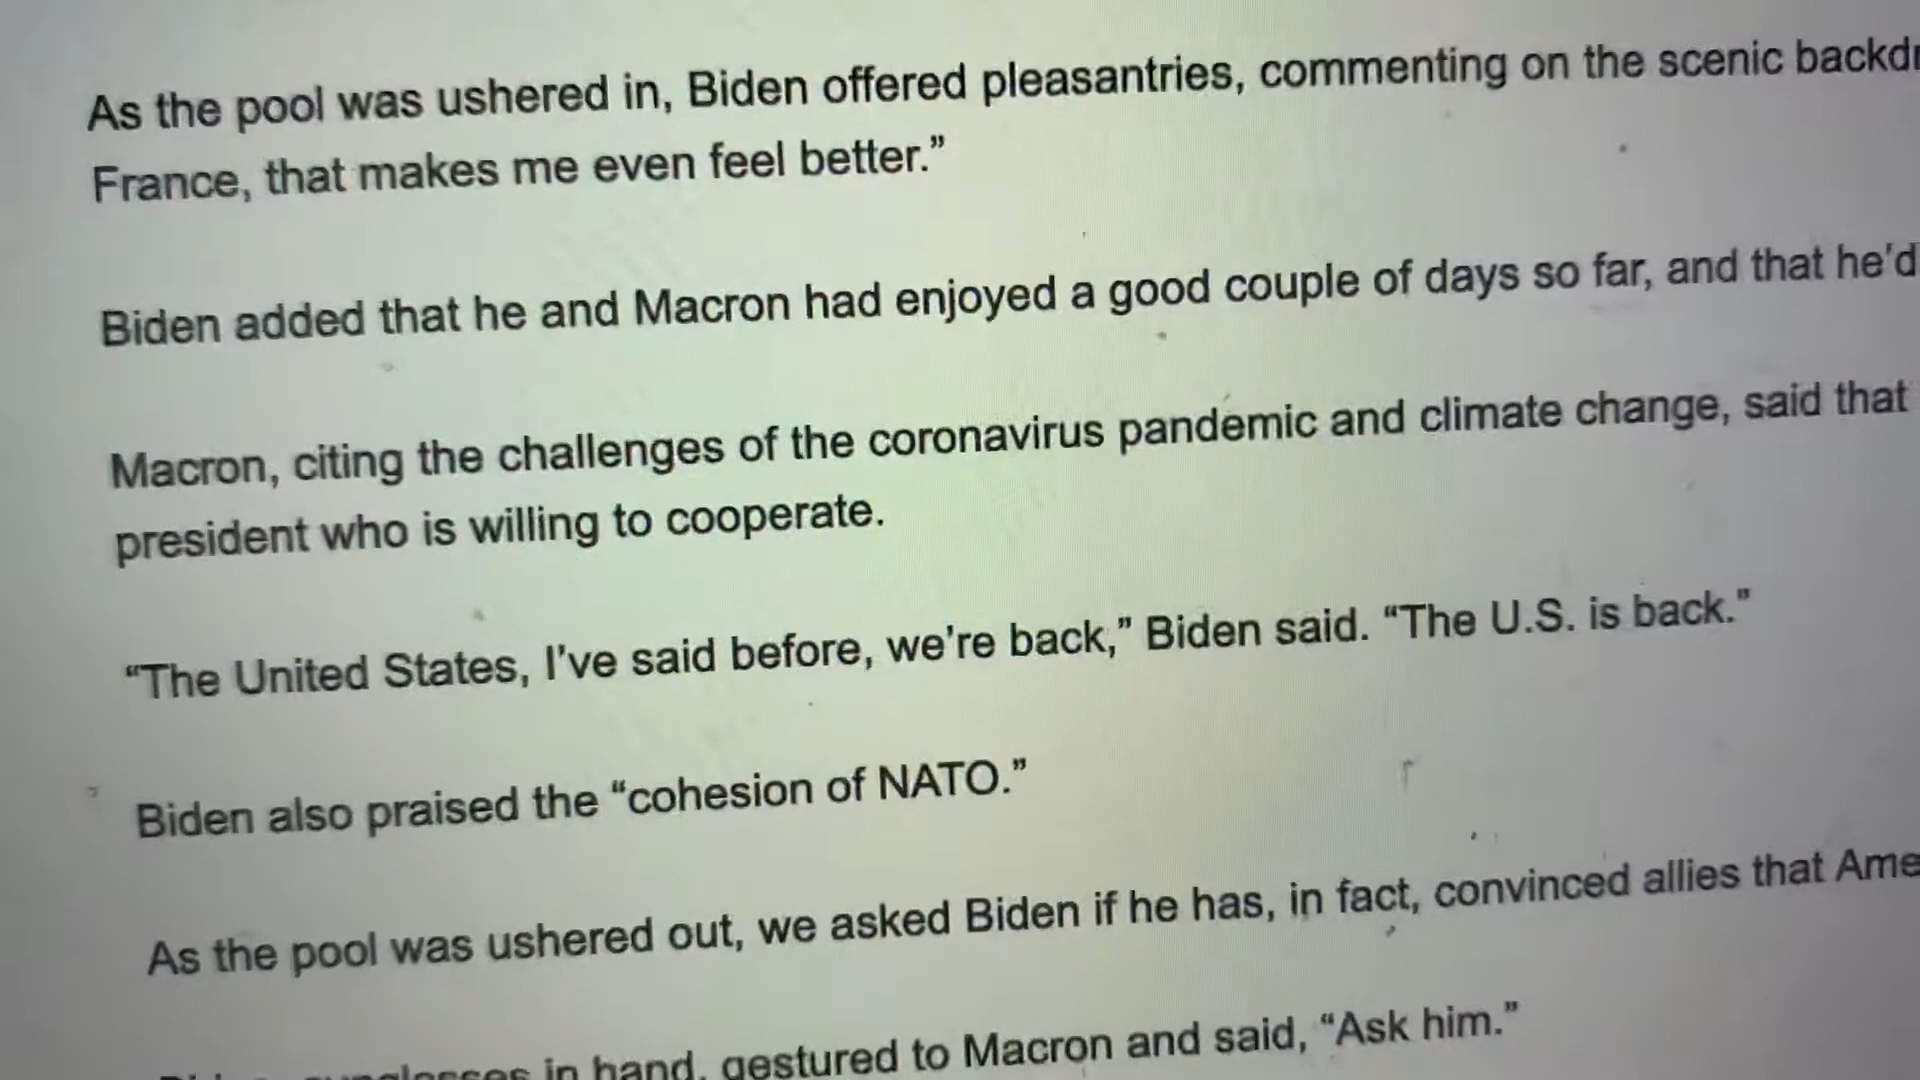 As the pool was ushered in, Biden offered pleasantries, commenting on the scenic
France, that makes me even feel better.”
Biden added that he and Macron had enjoyed a good couple of days so far, and that he'd
Macron, citing the challenges of the coronavirus pandemic and climate change, said that
president who is willing to cooperate.
“The United States, I've said before, we're back,” Biden said. “The U.S. is back.”
Biden also praised the “cohesion of NATO.”
As the pool was ushered out, we asked Biden if he has, in fact, convinced allies that
in hand, gestured to Macron and said, “Ask him.”